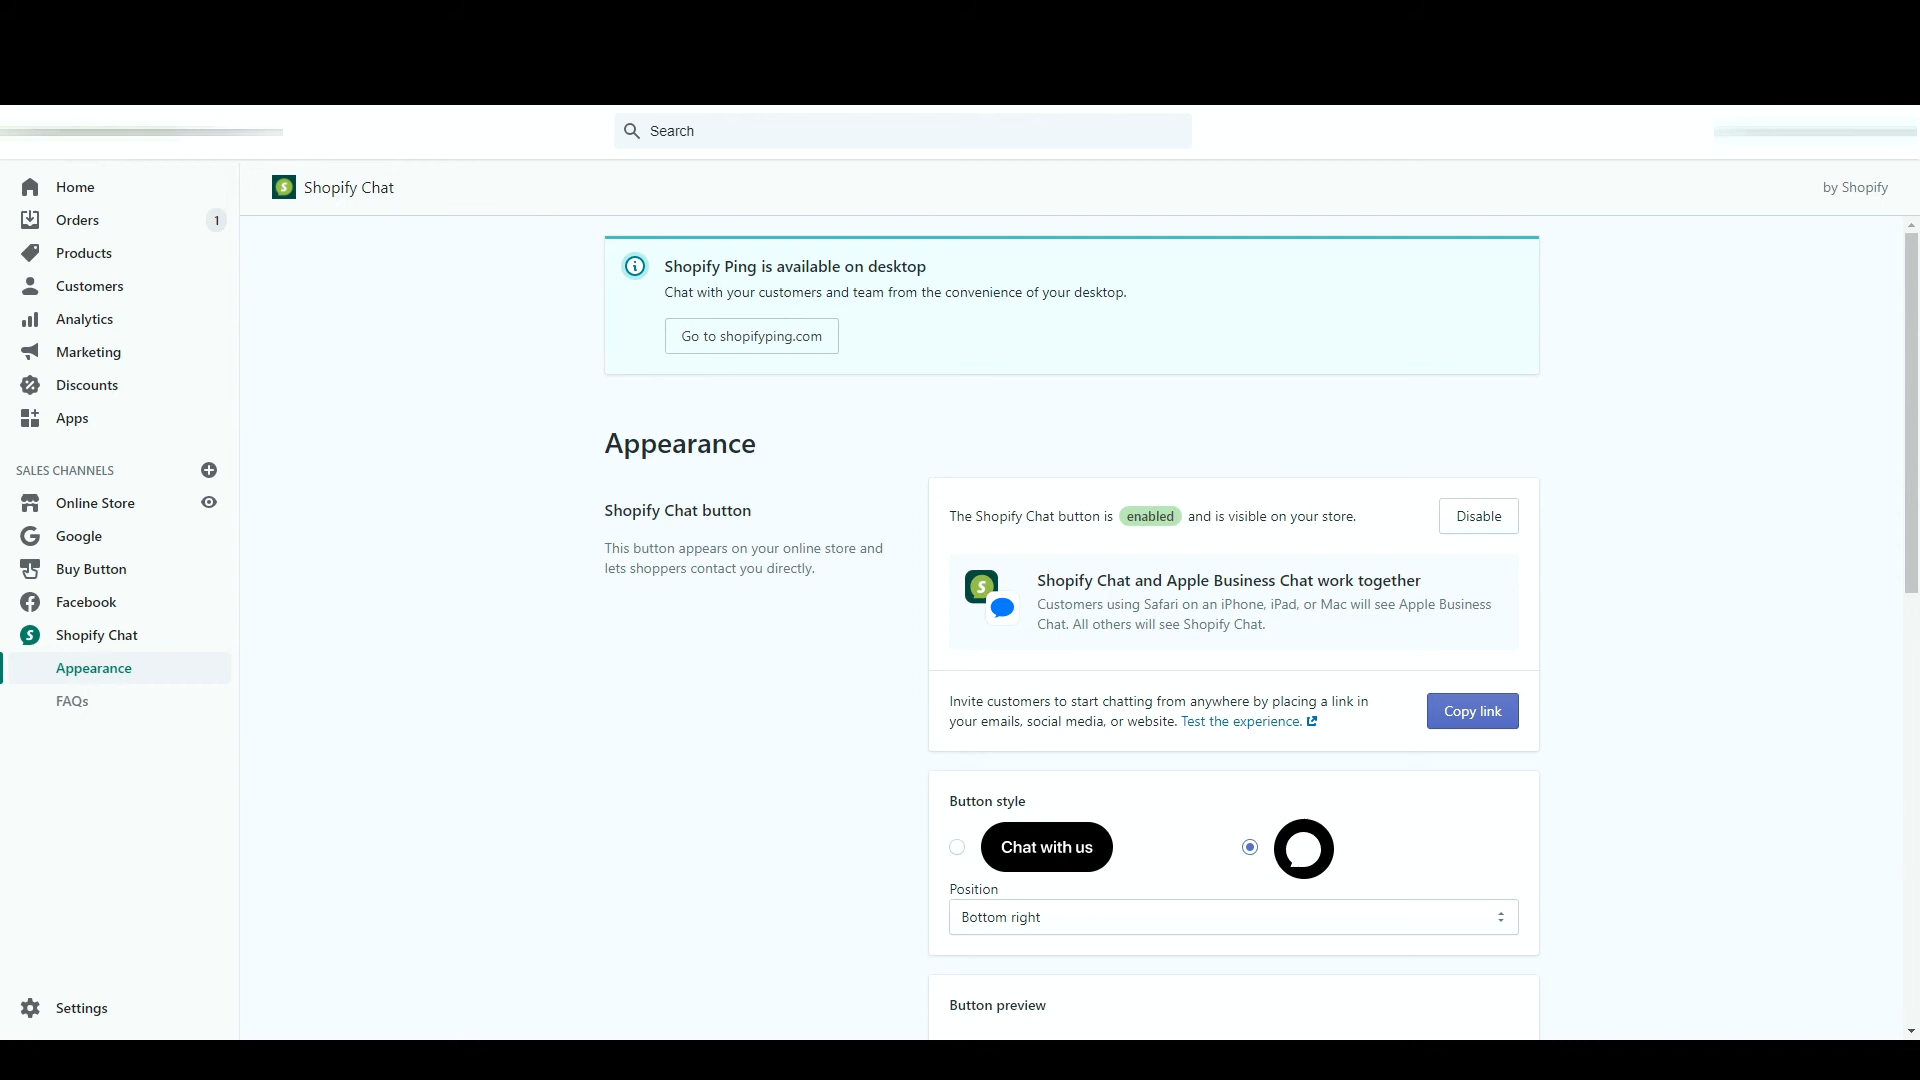 Search
Home
Orders 1
Products
Customers
Analytics
Marketing
Discounts
Apps
SALES CHANNELS
Online Store
Google
Buy Button
Facebook
Shopify Chat
Appearance
FAQs
Settings
Shopify Chat
by Shopify
Shopify Ping is available on desktop
Chat with your customers and team from the convenience of your desktop.
Go to shopifyping.com
Appearance
Shopify Chat button
This button appears on your online store and
lets shoppers contact you directly.
The Shopify Chat button is enabled and is visible on your store.
Disable
Shopify Chat and Apple Business Chat work together
Customers using Safari on an iPhone, iPad, or Mac will see Apple Business
Chat. All others will see Shopify Chat.
Invite customers to start chatting from anywhere by placing a link in
your emails, social media, or website. Test the experience.
Copy link
Button style
Chat with us
Position
Bottom right
Button preview